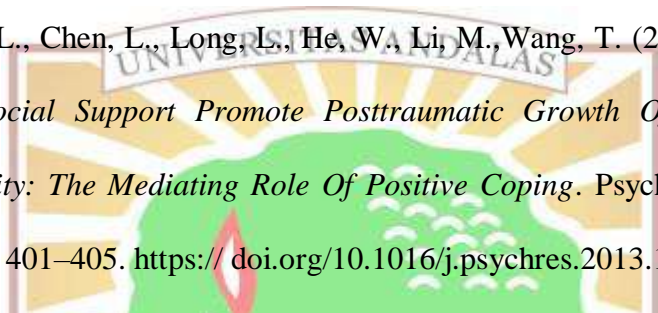 L., Chen, L., Long, L., He, W., Li, M.,Wang, T. (2
UNIVERSITAS ANDALAS
ocial Support Promote Posttraumatic Growth O
ity: The Mediating Role Of Positive Coping. Psych
401–405. https:// doi.org/10.1016/j.psychres.2013.1